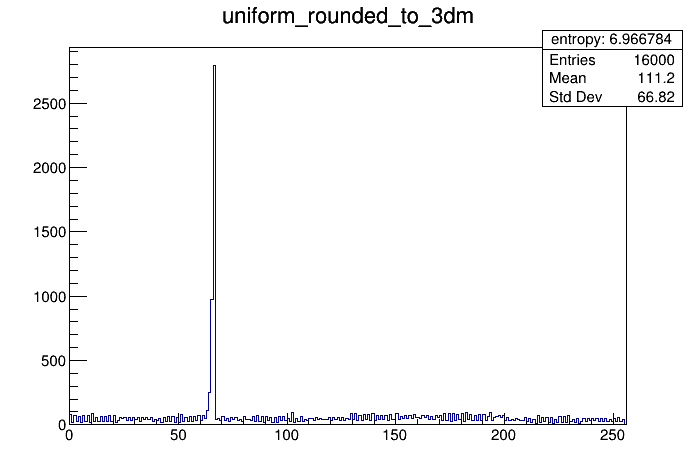 uniform_rounded_to_3dm
entropy: 6.966784
Entries 16000
Mean 111.2
Std Dev 66.82
2500
2000
1500
1000
500
0
0 50 100 150 200 250